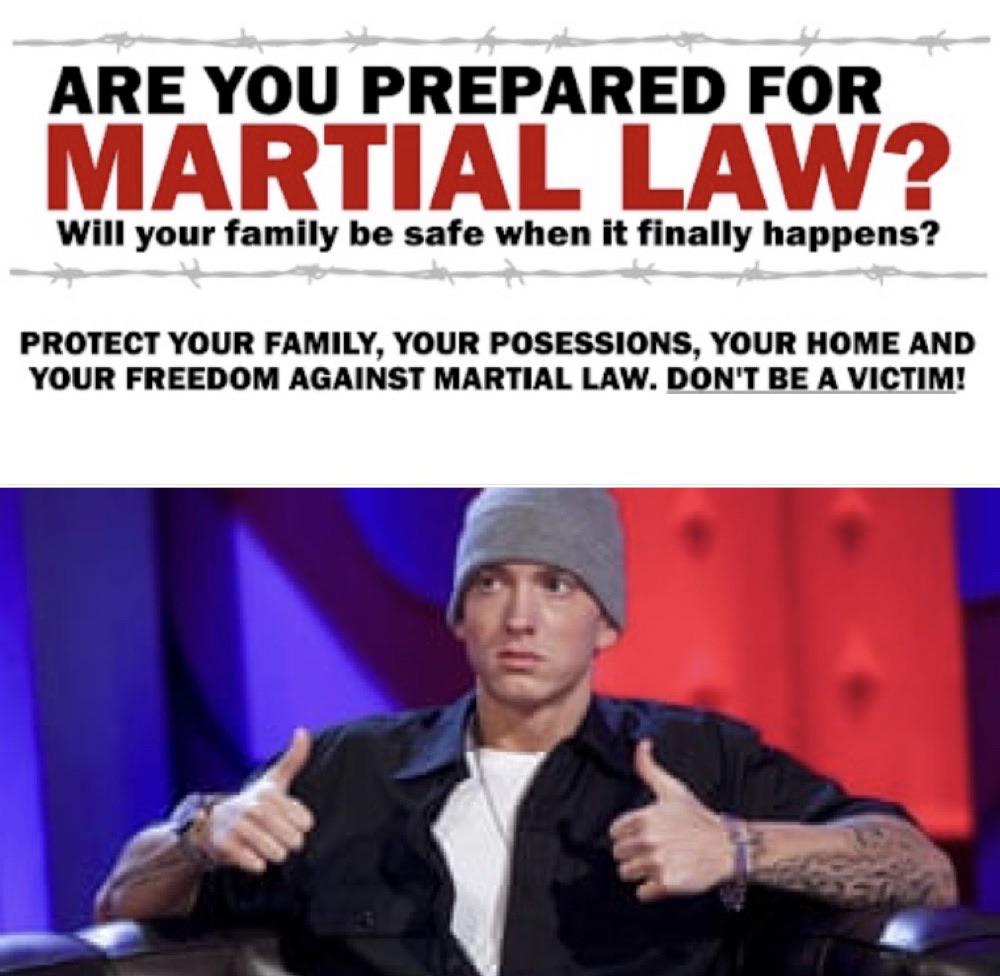 ARE YOU PREPARED FOR
MARTIAL LAW?
Will your family be safe when it finally happens?
PROTECT YOUR FAMILY, YOUR POSESSIONS, YOUR HOME AND
YOUR FREEDOM AGAINST MARTIAL LAW. DON'T BE A VICTIM!